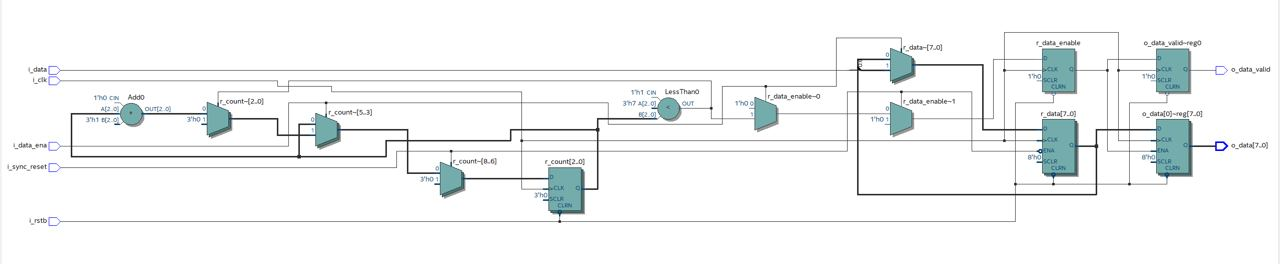 i_data
i_clk
i_data_ena
i_sync_reset
i_rstb
Add0
1'h0 CIN
A[2..0]
3'h1 B[2..0]
OUT[2..0]
r_count~[2..0]
0
3'h0 1
r_count~[5..3]
0
1
r_count~[8..6]
0
3'h0 1
r_count[2..0]
D
CLK
3'h0
SCLR
CLRN
Q
LessThan0
1'h1 CIN
3'h7 A[2..0]
B[2..0]
<
OUT
r_data_enable~0
1'h0 0
1
r_data~[7..0]
0
1
r_data_enable~1
0
1'h0 1
r_data_enable
D
CLK
1'h0
SCLR
CLRN
Q
r_data[7..0]
D
CLK
ENA
8'h0
SCLR
CLRN
Q
o_data_valid~reg0
D
CLK
1'h0
SCLR
CLRN
Q
o_data[0]~reg[7..0]
D
CLK
ENA
8'h0
SCLR
CLRN
Q
o_data_valid
o_data[7..0]